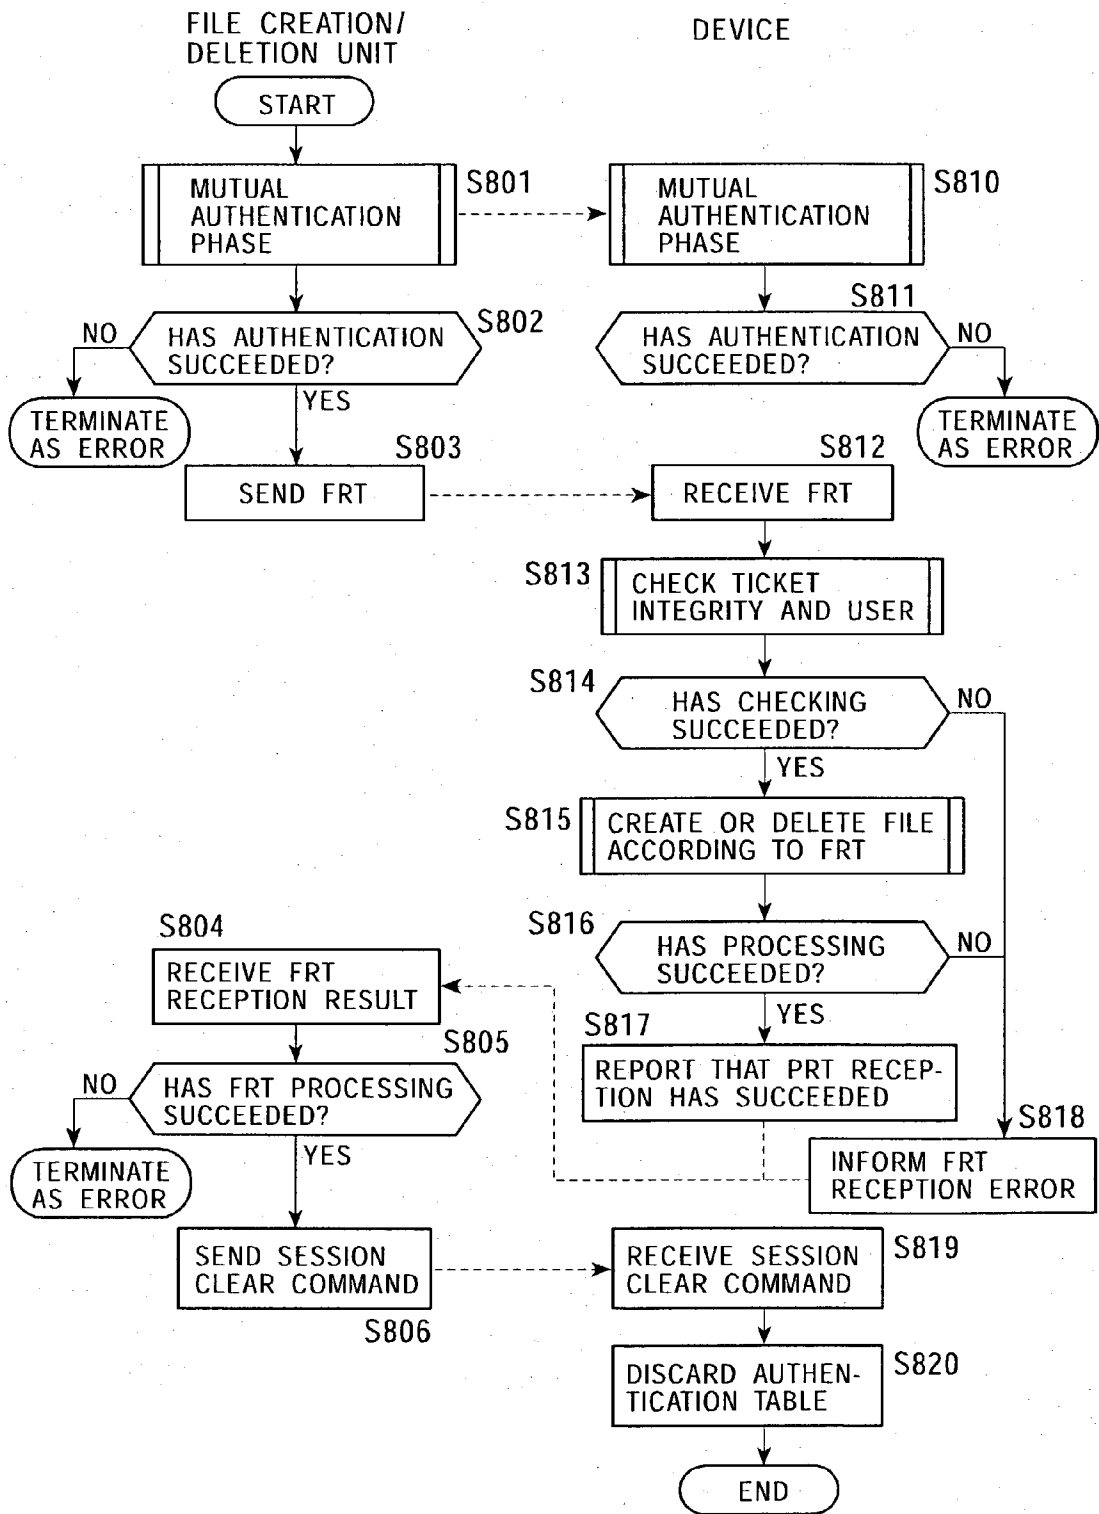 FILE CREATION/
DELETION UNIT
DEVICE
START
MUTUAL
AUTHENTICATION
PHASE
S801
MUTUAL
AUTHENTICATION
PHASE
S810
HAS AUTHENTICATION
SUCCEEDED?
S802
NO
YES
TERMINATE
AS ERROR
S811
HAS AUTHENTICATION
SUCCEEDED?
NO
TERMINATE
AS ERROR
S803
SEND FRT
S812
RECEIVE FRT
S813
CHECK TICKET
INTEGRITY AND USER
S814
HAS CHECKING
SUCCEEDED?
NO
YES
S815
CREATE OR DELETE FILE
ACCORDING TO FRT
S816
HAS PROCESSING
SUCCEEDED?
NO
YES
S804
RECEIVE FRT
RECEPTION RESULT
S817
REPORT THAT PRT RECEP-
TION HAS SUCCEEDED
S805
HAS FRT PROCESSING
SUCCEEDED?
NO
YES
TERMINATE
AS ERROR
S818
INFORM FRT
RECEPTION ERROR
SEND SESSION
CLEAR COMMAND
S806
RECEIVE SESSION
CLEAR COMMAND
S819
DISCARD AUTHEN-
TICATION TABLE
S820
END